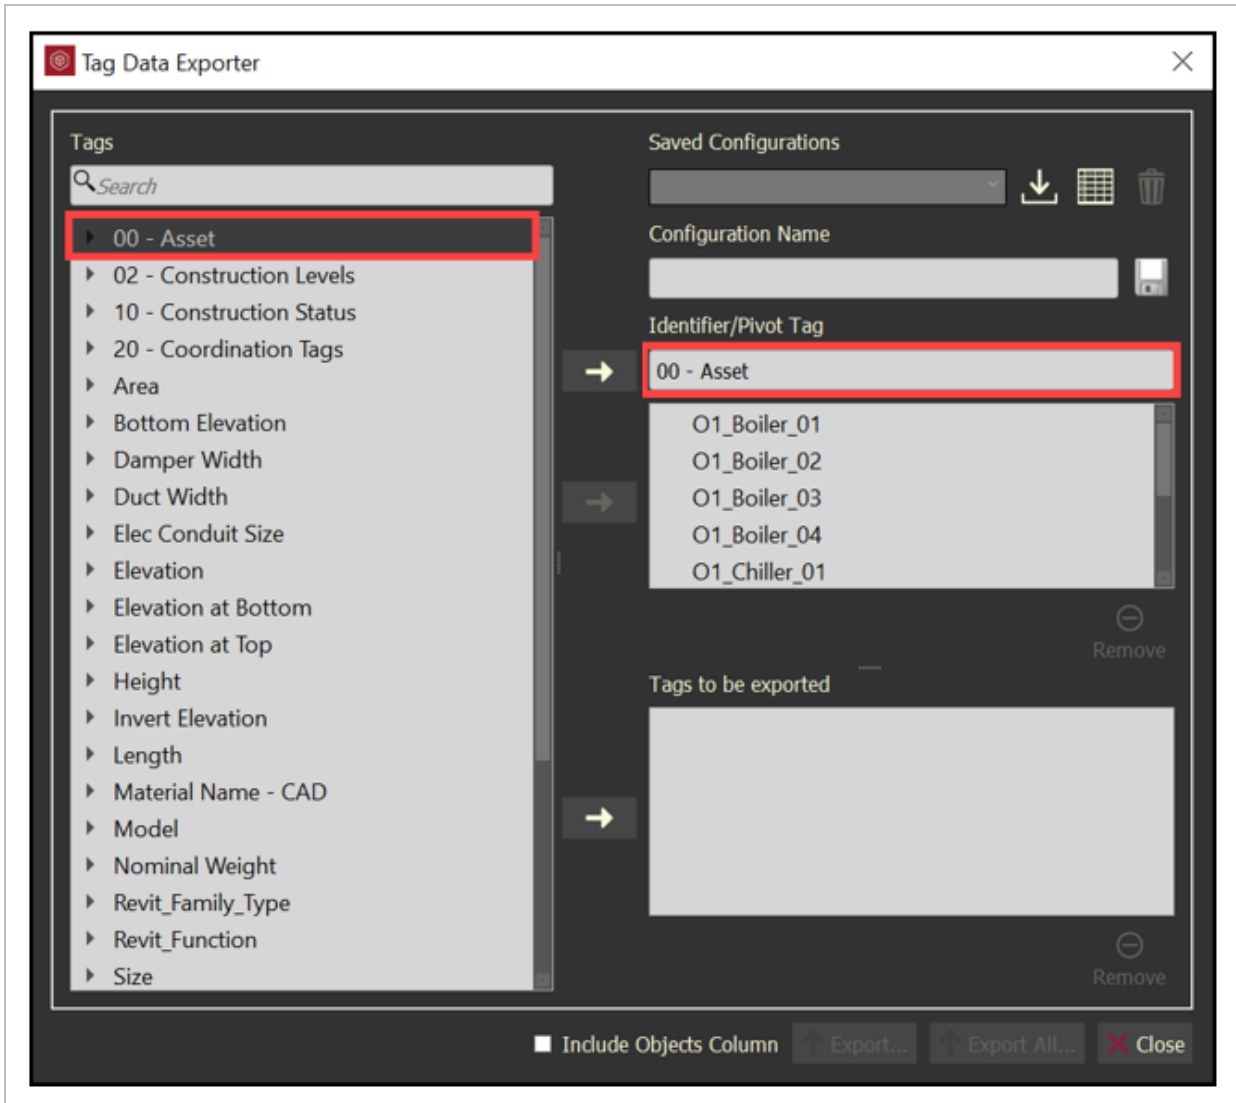 Tag Data Exporter
Tags
Search
00 - Asset
02 - Construction Levels
10 - Construction Status
20 - Coordination Tags
Area
Bottom Elevation
Damper Width
Duct Width
Elec Conduit Size
Elevation
Elevation at Bottom
Elevation at Top
Height
Invert Elevation
Length
Material Name - CAD
Model
Nominal Weight
Revit_Family_Type
Revit_Function
Size
Saved Configurations
Configuration Name
Identifier/Pivot Tag
00 - Asset
O1_Boiler_01
O1_Boiler_02
O1_Boiler_03
O1_Boiler_04
O1_Chiller_01
Remove
Tags to be exported
Remove
Include Objects Column
Export...
Export All...
Close